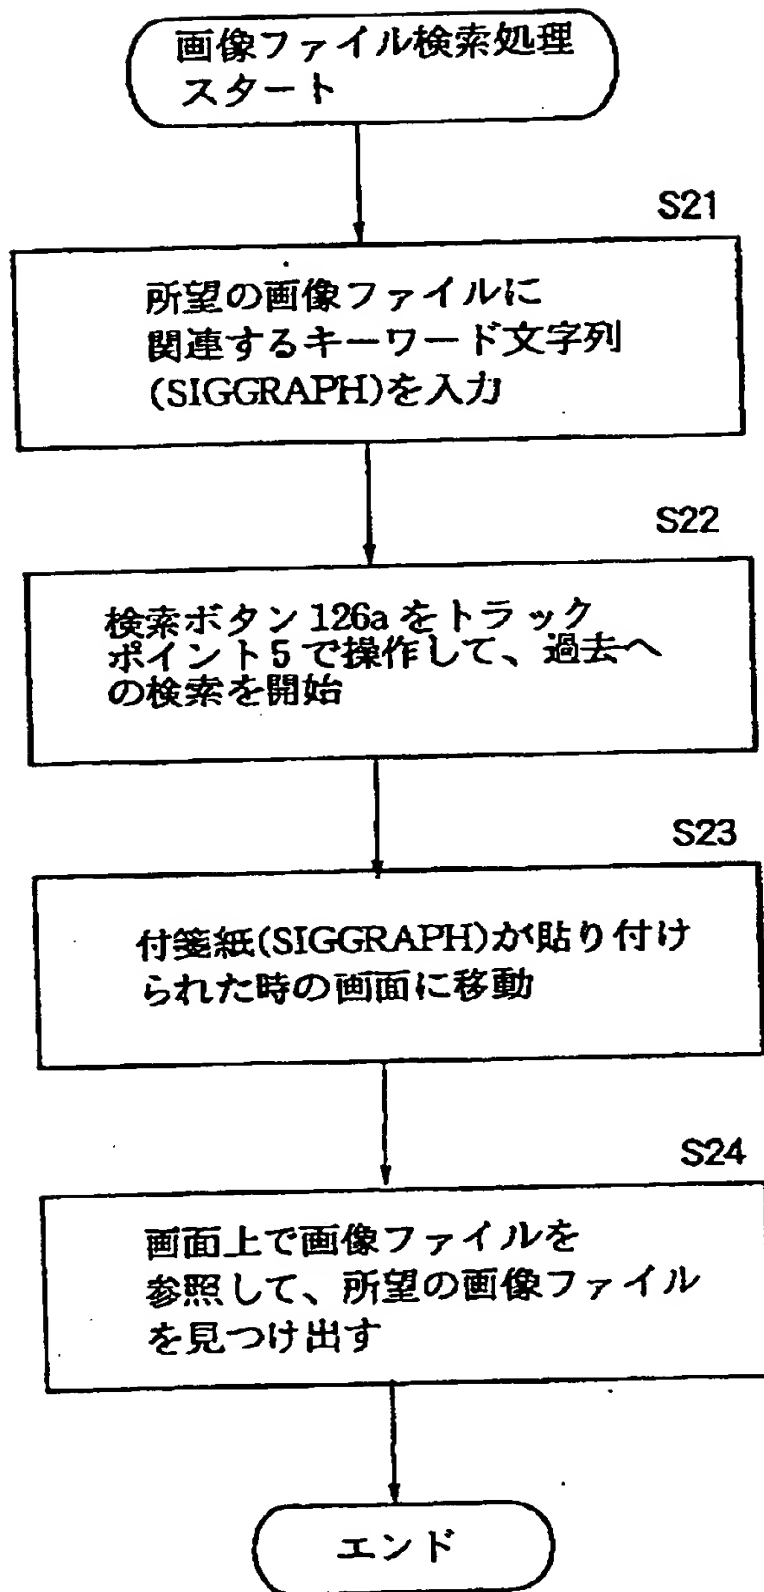 画像ファイル検索処理
スタート
S21
所望の画像ファイルに
関連するキーワード文字列
(SIGGRAPH)を入力
S22
検索ボタン126aをトラック
ポイント5で操作して、過去へ
の検索を開始
S23
付箋紙(SIGGRAPH)が貼り付け
られた時の画面に移動
S24
画面上で画像ファイルを
参照して、所望の画像ファイル
を見つけ出す
エンド